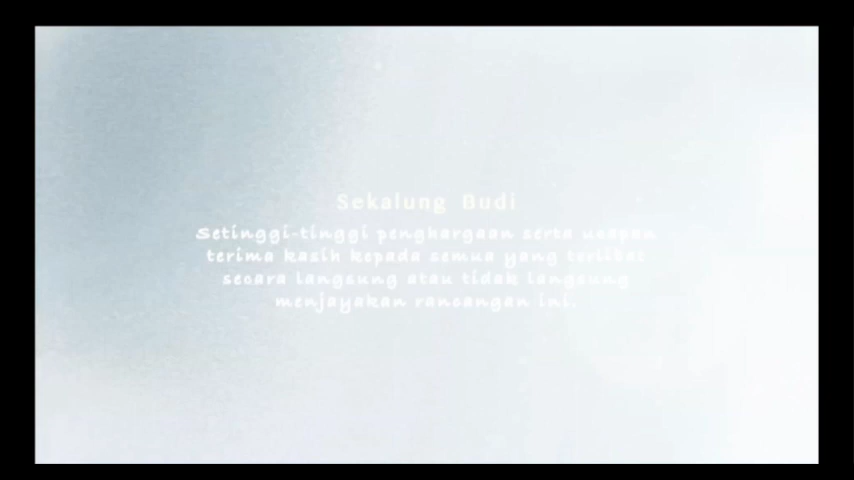 Sekalung Budi
Setinggi-tinggi penghargaan serta ucapan
terima kasih kepada semua yang terlibat
secara langsung atau tidak langsung
menjayakan rancangan ini.